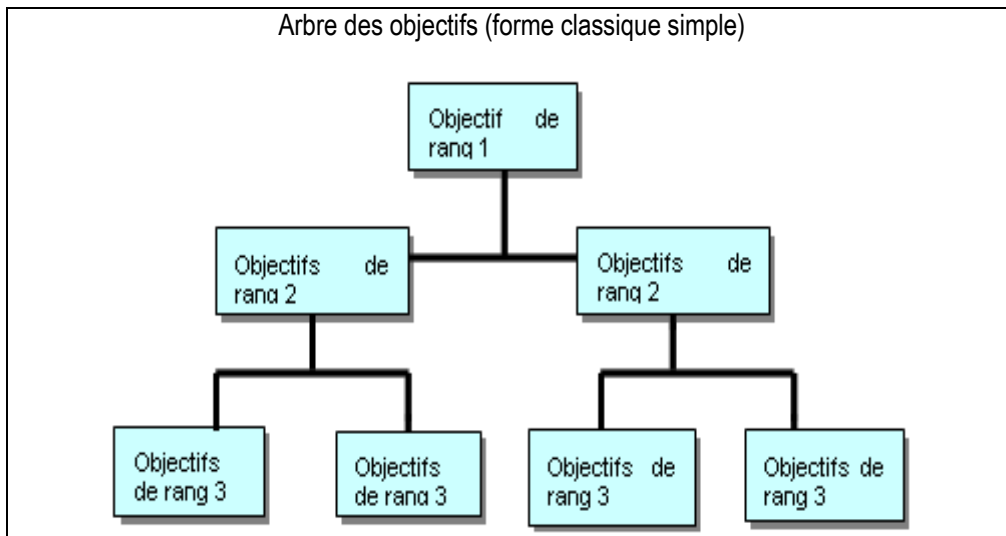 Arbre des objectifs (forme classique simple)
Objectif de
rang 1
Objectifs de
rang 2
Objectifs de
rang 2
Objectifs
de rang 3
Objectifs
de rang 3
Objectifs de
rang 3
Objectifs de
rang 3